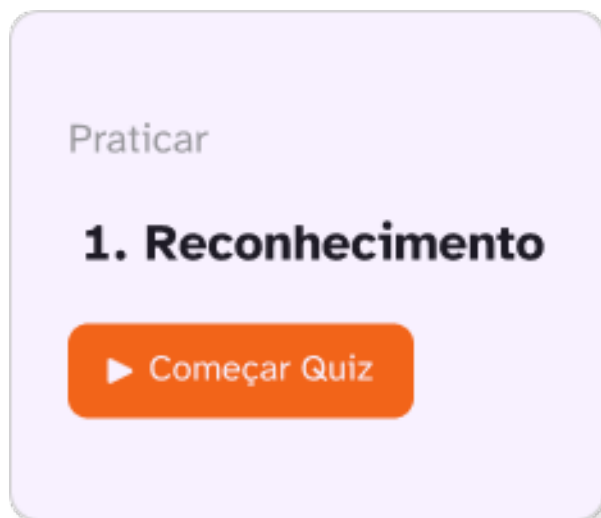 Praticar
1. Reconhecimento
▶ Começar Quiz